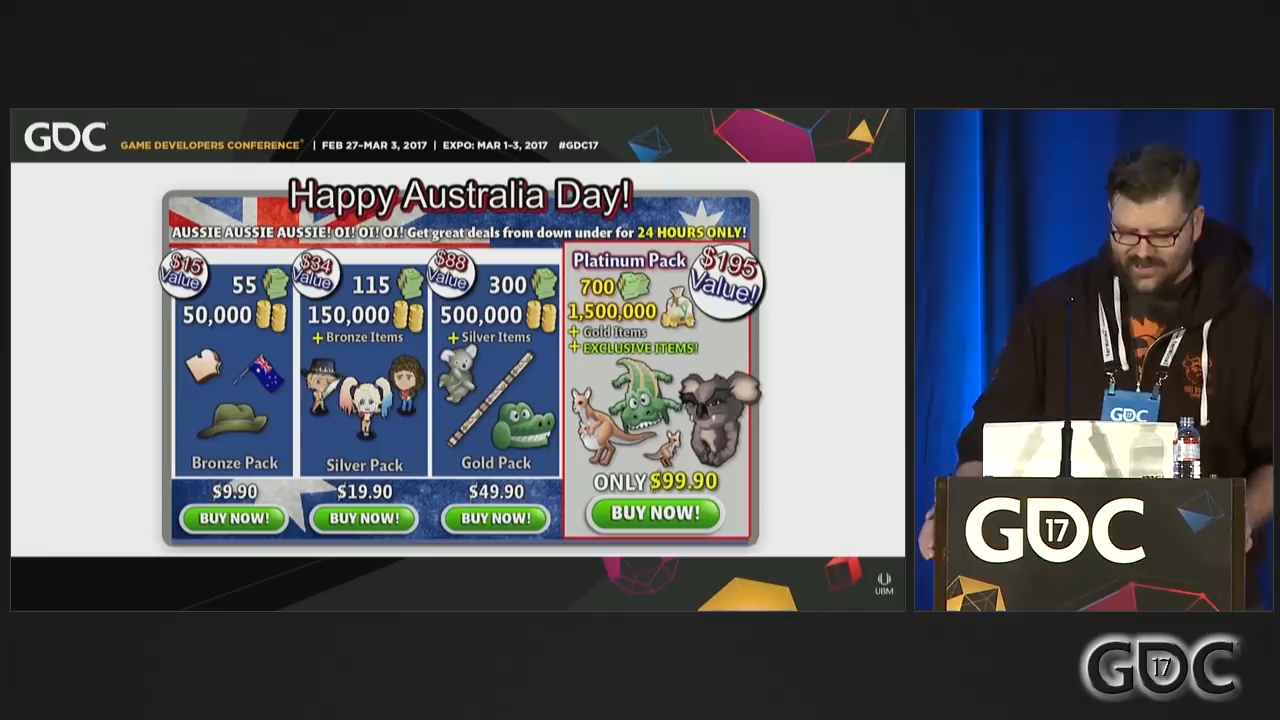 GDC GAME DEVELOPERS CONFERENCE® | FEB 27–MAR 3, 2017 | EXPO: MAR 1–3, 2017 #GDC17
Happy Australia Day!
AUSSIE AUSSIE AUSSIE! OI! OI! OI! Get great deals from down under for 24 HOURS ONLY!
$15 Value
55
50,000
Bronze Pack
$9.90
BUY NOW!
$34 Value
115
150,000
+ Bronze Items
Silver Pack
$19.90
BUY NOW!
$88 Value
300
500,000
+ Silver Items
Gold Pack
$49.90
BUY NOW!
Platinum Pack
$195 Value!
700
1,500,000
+ Gold Items
+ EXCLUSIVE ITEMS!
ONLY $99.90
BUY NOW!
UBM
GDC
GDC 17
GDC 17